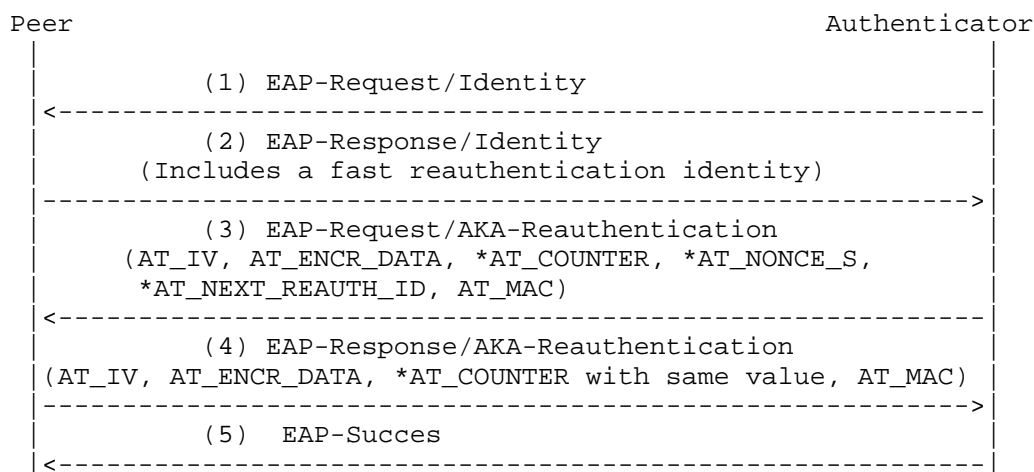 Peer Authenticator
(1) EAP-Request/Identity
(2) EAP-Response/Identity
(Includes a fast reauthentication identity)
(3) EAP-Request/AKA-Reauthentication
(AT_IV, AT_ENCR_DATA, *AT_COUNTER, *AT_NONCE_S,
*AT_NEXT_REAUTH_ID, AT_MAC)
(4) EAP-Response/AKA-Reauthentication
(AT_IV, AT_ENCR_DATA, *AT_COUNTER with same value, AT_MAC)
(5) EAP-Succes